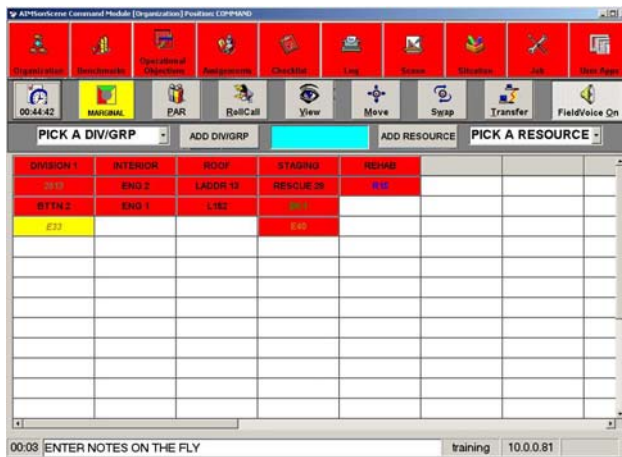 AIMSonScene Command Module [Organization] Position: COMMAND
Organization Benchmarks Operational Objectives Assignments Checklist Log Scene Situation Job User Apps
00:44:42 MARGINAL PAR RollCall View Move Swap Transfer FieldVoice On
PICK A DIV/GRP ADD DIV/GRP ADD RESOURCE PICK A RESOURCE
DIVISION 1 INTERIOR ROOF STAGING REHAB
ENG 2 LADDR 13 RESCUE 29 R15
BTTN 2 ENG 1 L152
E33 E40
00:03 ENTER NOTES ON THE FLY training 10.0.0.81